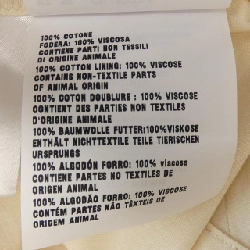 100% COTONE
FODERA: 100% VISCOSA
CONTIENE PARTI NON TESSILI
DI ORIGINE ANIMALE
100% COTTON LINING: 100% VISCOSE
CONTAINS NON-TEXTILE PARTS
OF ANIMAL ORIGIN
100% COTON DOUBLURE : 100% VISCOSE
CONTIENT DES PARTIES NON TEXTILES
D'ORIGINE ANIMALE
100% BAUMWOLLE FUTTER:100%VISKOSE
ENTHÄLT NICHTTEXTILE TEILE TIERISCHEN
URSPRUNGS
100% ALGODÓN FORRO: 100% viscose
CONTIENE PARTES NO TEXTILES DE
ORIGEN ANIMAL
100% ALGODÃO FORRO: 100% viscose
CONTÉM PARTES NÃO TÊXTEIS DE
ORIGEM ANIMAL